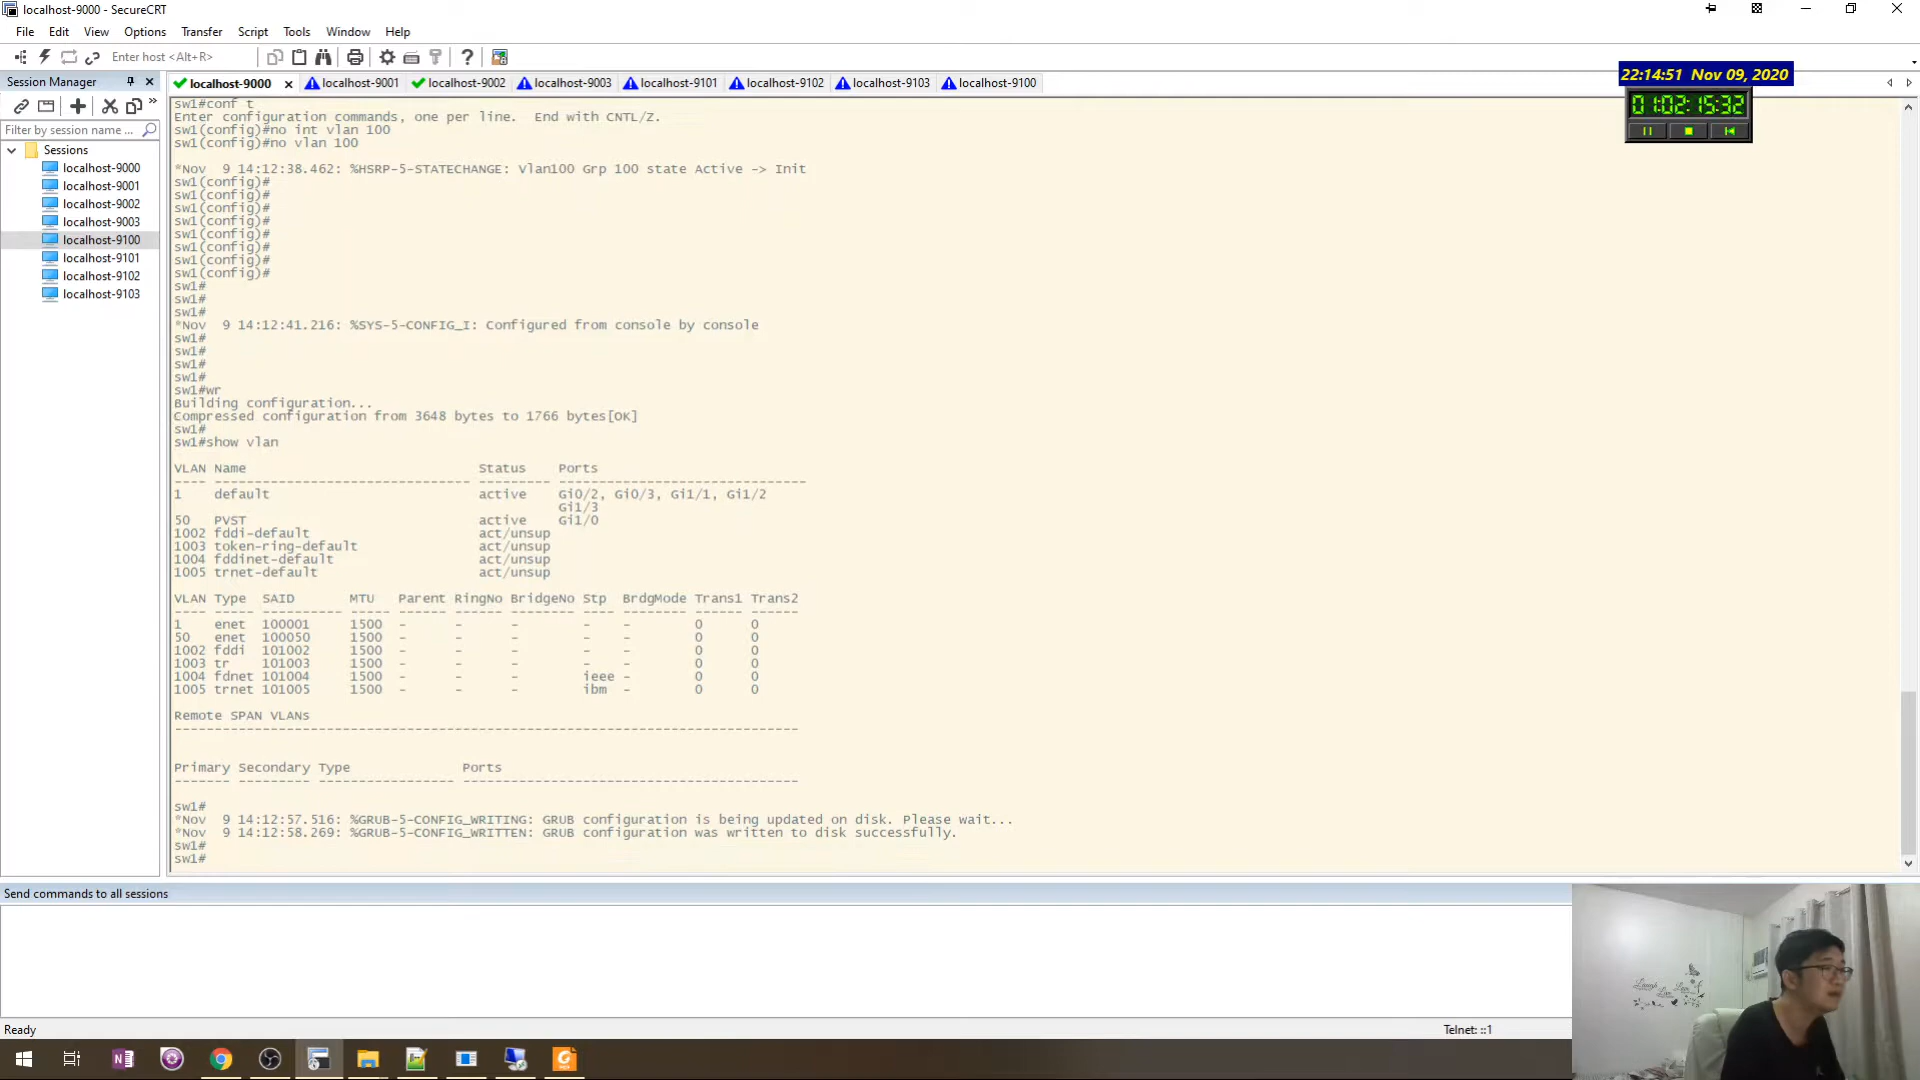 localhost-9000 - SecureCRT
File Edit View Options Transfer Script Tools Window Help
Enter host <Alt+R>
Session Manager
localhost-9000 localhost-9001 localhost-9002 localhost-9003 localhost-9101 localhost-9102 localhost-9103 localhost-9100
22:14:51 Nov 09, 2020
01:02:15:32
Filter by session name ...
Sessions
localhost-9000
localhost-9001
localhost-9002
localhost-9003
localhost-9100
localhost-9101
localhost-9102
localhost-9103
sw1#conf t
Enter configuration commands, one per line.  End with CNTL/Z.
sw1(config)#no int vlan 100
sw1(config)#no vlan 100
*Nov  9 14:12:38.462: %HSRP-5-STATECHANGE: Vlan100 Grp 100 state Active -> Init
sw1(config)#
sw1(config)#
sw1(config)#
sw1(config)#
sw1(config)#
sw1(config)#
sw1(config)#
sw1(config)#
sw1#
sw1#
sw1#
*Nov  9 14:12:41.216: %SYS-5-CONFIG_I: Configured from console by console
sw1#
sw1#
sw1#
sw1#
sw1#wr
Building configuration...
Compressed configuration from 3648 bytes to 1766 bytes[OK]
sw1#
sw1#show vlan
VLAN Name                             Status    Ports
---- -------------------------------- --------- -------------------------------
1    default                          active    Gi0/2, Gi0/3, Gi1/1, Gi1/2
                                                Gi1/3
50   PVST                             active    Gi1/0
1002 fddi-default                     act/unsup
1003 token-ring-default               act/unsup
1004 fddinet-default                  act/unsup
1005 trnet-default                    act/unsup
VLAN Type  SAID       MTU   Parent RingNo BridgeNo Stp  BrdgMode Trans1 Trans2
---- ----- ---------- ----- ------ ------ -------- ---- -------- ------ ------
1    enet  100001     1500  -      -      -        -    -        0      0
50   enet  100050     1500  -      -      -        -    -        0      0
1002 fddi  101002     1500  -      -      -        -    -        0      0
1003 tr    101003     1500  -      -      -        -    -        0      0
1004 fdnet 101004     1500  -      -      -        ieee -        0      0
1005 trnet 101005     1500  -      -      -        ibm  -        0      0
Remote SPAN VLANs
------------------------------------------------------------------------------
Primary Secondary Type              Ports
------- --------- ----------------- ------------------------------------------
sw1#
*Nov  9 14:12:57.516: %GRUB-5-CONFIG_WRITING: GRUB configuration is being updated on disk. Please wait...
*Nov  9 14:12:58.269: %GRUB-5-CONFIG_WRITTEN: GRUB configuration was written to disk successfully.
sw1#
sw1#
Send commands to all sessions
Ready
Telnet: ::1